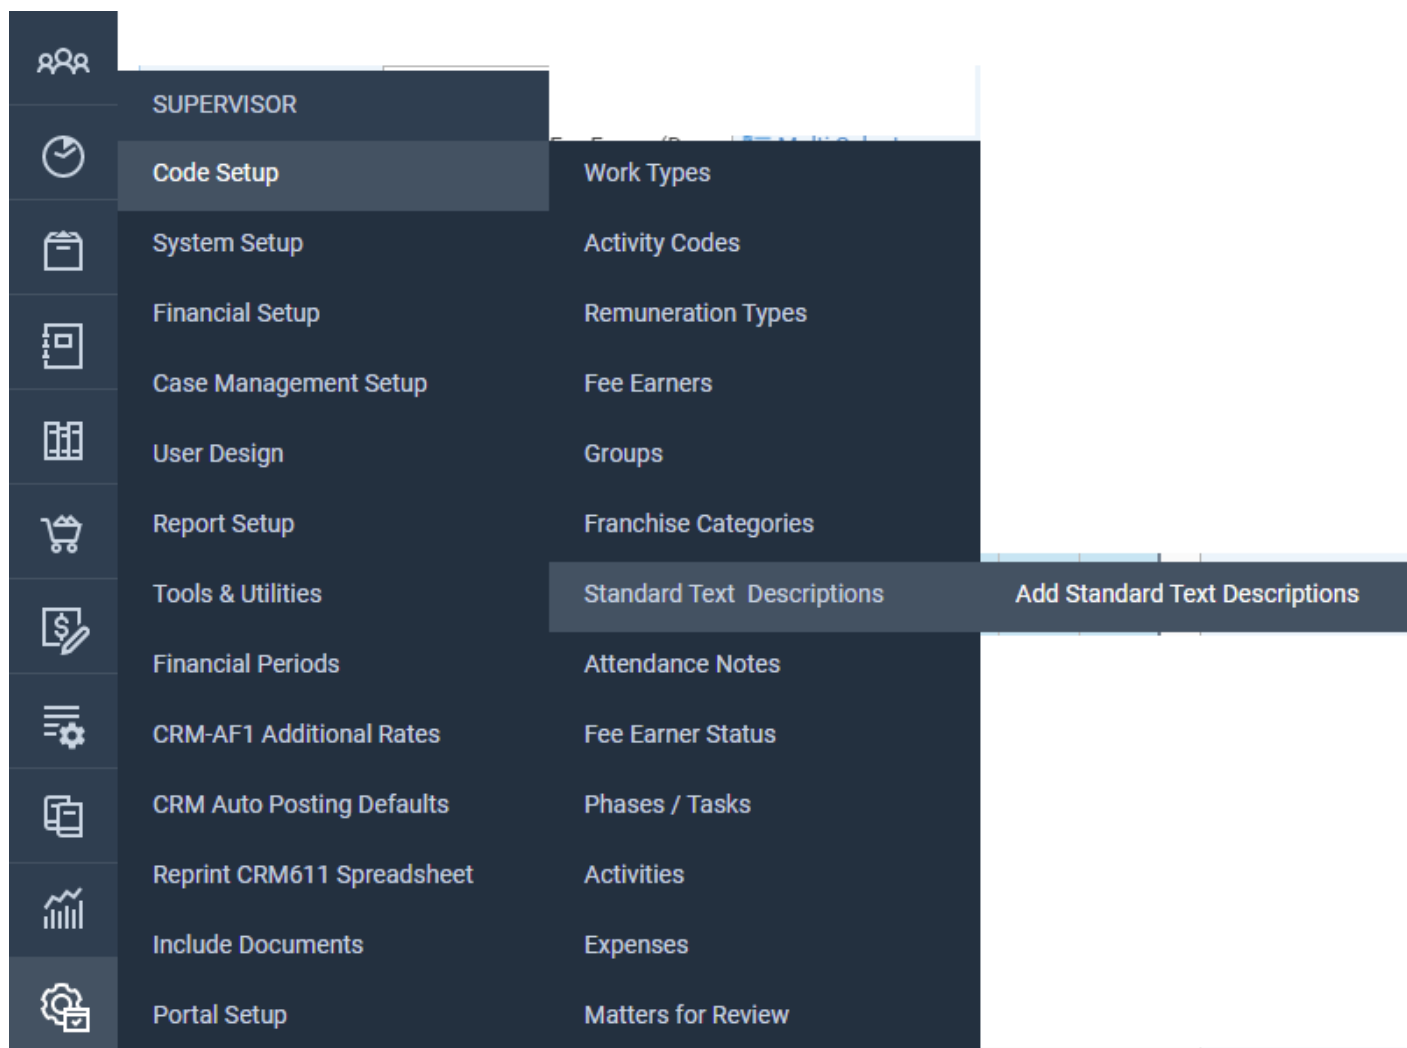 SUPERVISOR
Code Setup
System Setup
Financial Setup
Case Management Setup
User Design
Report Setup
Tools & Utilities
Financial Periods
CRM-AF1 Additional Rates
CRM Auto Posting Defaults
Reprint CRM611 Spreadsheet
Include Documents
Portal Setup
Work Types
Activity Codes
Remuneration Types
Fee Earners
Groups
Franchise Categories
Standard Text Descriptions
Attendance Notes
Fee Earner Status
Phases / Tasks
Activities
Expenses
Matters for Review
Add Standard Text Descriptions